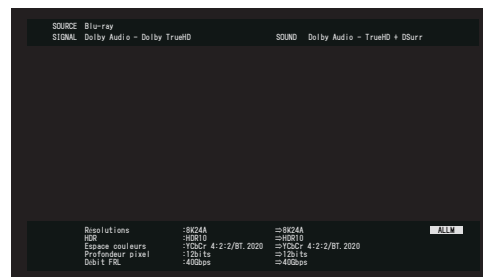 SOURCE Blu-ray
SIGNAL Dolby Audio - Dolby TrueHD SOUND Dolby Audio - TrueHD + DSurr
Résolutions :8K24A ⇒8K24A ALLM
HDR :HDR10 ⇒HDR10
Espace couleurs :YCbCr 4:2:2/BT.2020 ⇒YCbCr 4:2:2/BT.2020
Profondeur pixel :12bits ⇒12bits
Débit FRL :40Gbps ⇒40Gbps